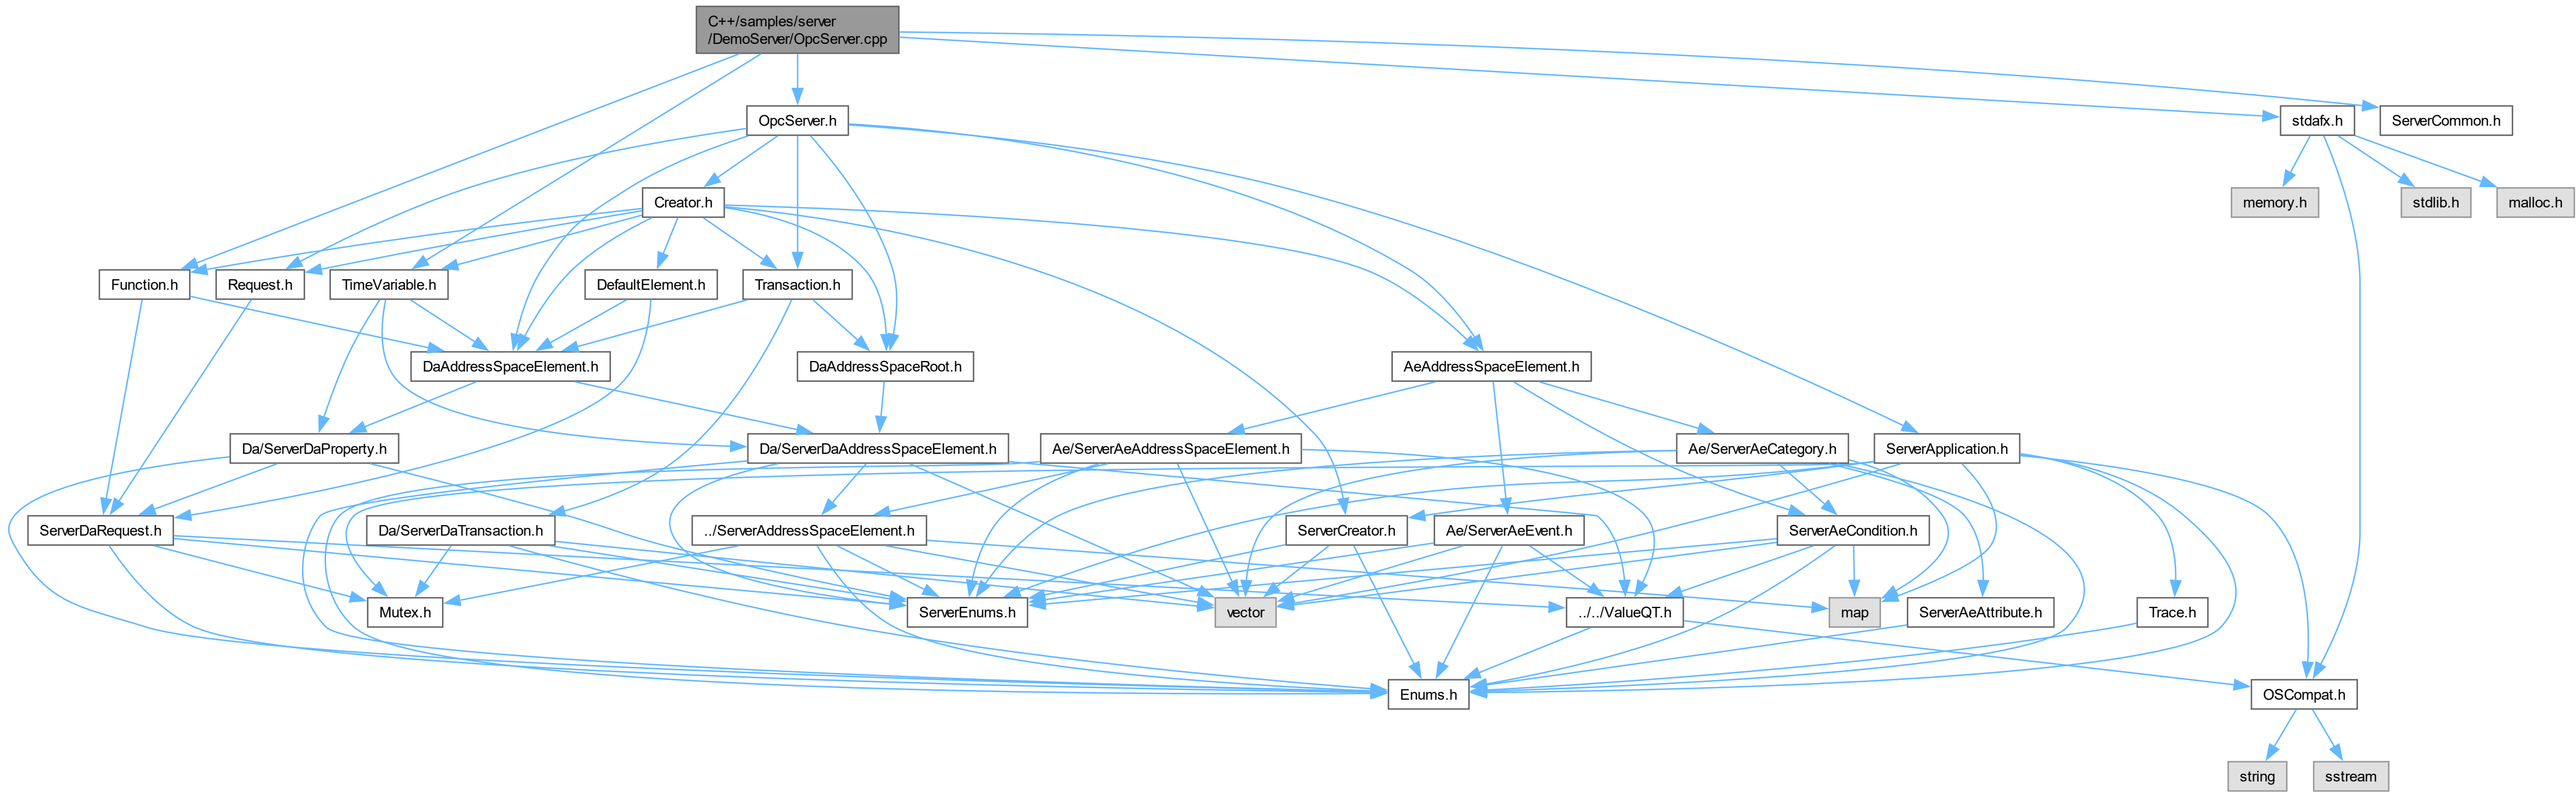 C++/samples/server
/DemoServer/OpcServer.cpp
OpcServer.h
stdafx.h
ServerCommon.h
Creator.h
memory.h
stdlib.h
malloc.h
Function.h
Request.h
TimeVariable.h
DefaultElement.h
Transaction.h
DaAddressSpaceElement.h
DaAddressSpaceRoot.h
AeAddressSpaceElement.h
Da/ServerDaProperty.h
Da/ServerDaAddressSpaceElement.h
Ae/ServerAeAddressSpaceElement.h
Ae/ServerAeCategory.h
ServerApplication.h
ServerDaRequest.h
Da/ServerDaTransaction.h
../ServerAddressSpaceElement.h
ServerCreator.h
Ae/ServerAeEvent.h
ServerAeCondition.h
Mutex.h
ServerEnums.h
vector
../../ValueQT.h
map
ServerAeAttribute.h
Trace.h
Enums.h
OSCompat.h
string
sstream